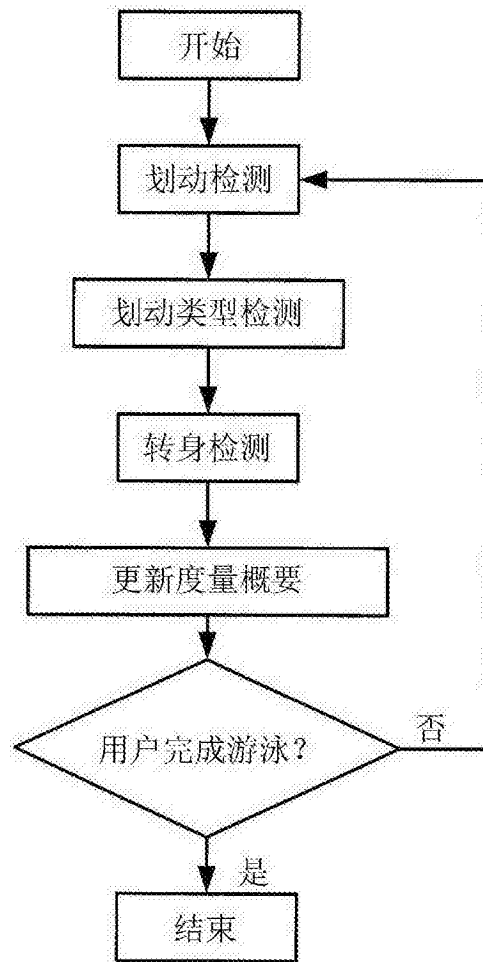 开始
划动检测
划动类型检测
转身检测
更新度量概要
用户完成游泳？
否
是
结束